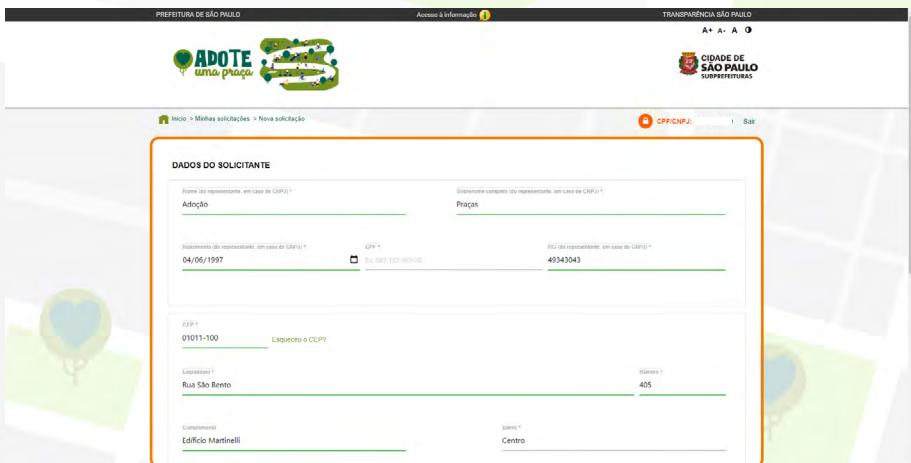 PREFEITURA DE SÃO PAULO Acesso à informação TRANSPARÊNCIA SÃO PAULO
A+ A- A
ADOTE
uma praça
CIDADE DE
SÃO PAULO
SUBPREFEITURAS
Início > Minhas solicitações > Nova solicitação
CPF/CNPJ: Sair
DADOS DO SOLICITANTE
Nome (do representante, em caso de CNPJ) * Sobrenome completo (do representante, em caso de CNPJ) *
Adoção Praças
Nascimento (do representante, em caso de CNPJ) * CPF * RG (do representante, em caso de CNPJ) *
04/06/1997 49343043
CEP *
01011-100 Esqueceu o CEP?
Logradouro * Número *
Rua São Bento 405
Complemento Bairro *
Edifício Martinelli Centro